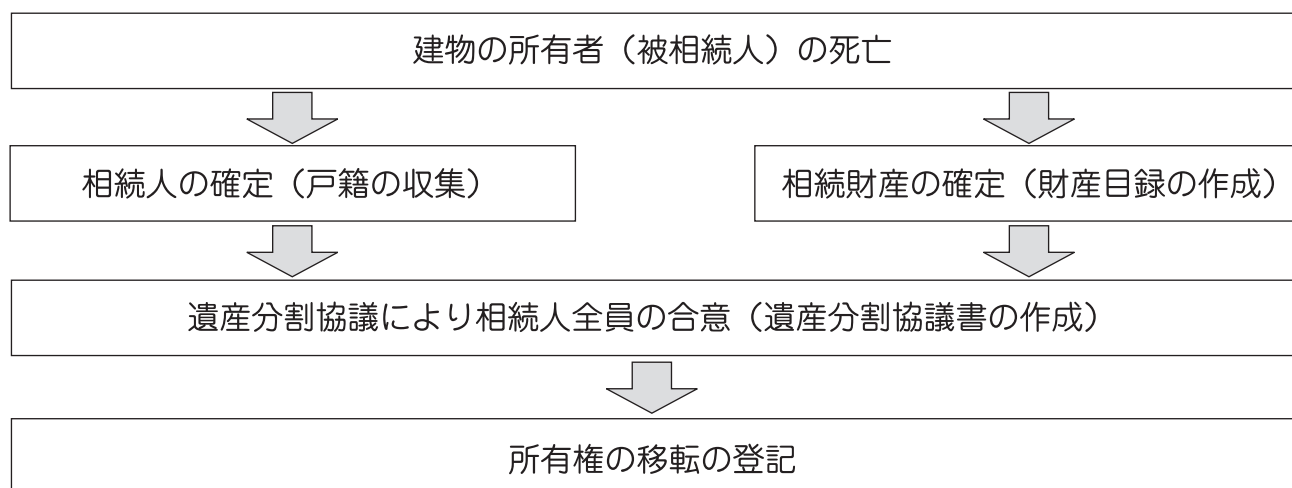 建物の所有者（被相続人）の死亡
相続人の確定（戸籍の収集）
相続財産の確定（財産目録の作成）
遺産分割協議により相続人全員の合意（遺産分割協議書の作成）
所有権の移転の登記